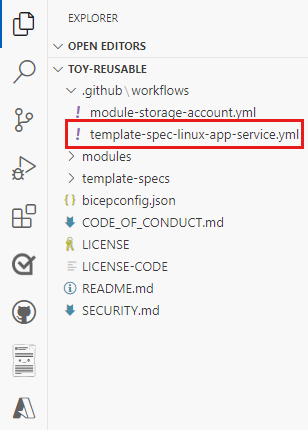 EXPLORER
OPEN EDITORS
TOY-REUSABLE
.github\workflows
! module-storage-account.yml
! template-spec-linux-app-service.yml
modules
template-specs
bicepconfig.json
CODE_OF_CONDUCT.md
LICENSE
LICENSE-CODE
README.md
SECURITY.md